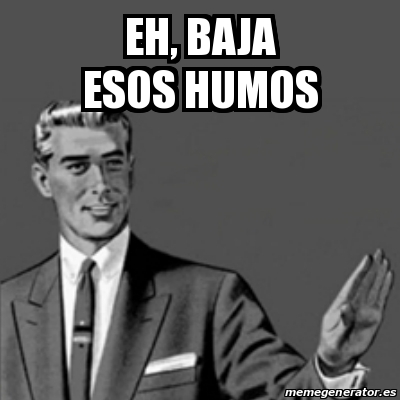 EH, BAJA
ESOS HUMOS
memegenerator.es